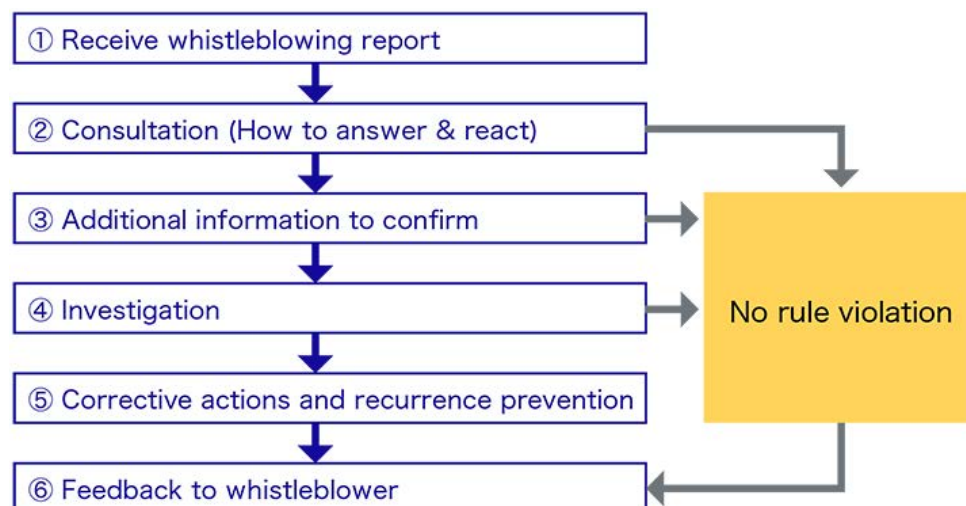 ① Receive whistleblowing report
② Consultation (How to answer & react)
③ Additional information to confirm
④ Investigation
No rule violation
⑤ Corrective actions and recurrence prevention
⑥ Feedback to whistleblower